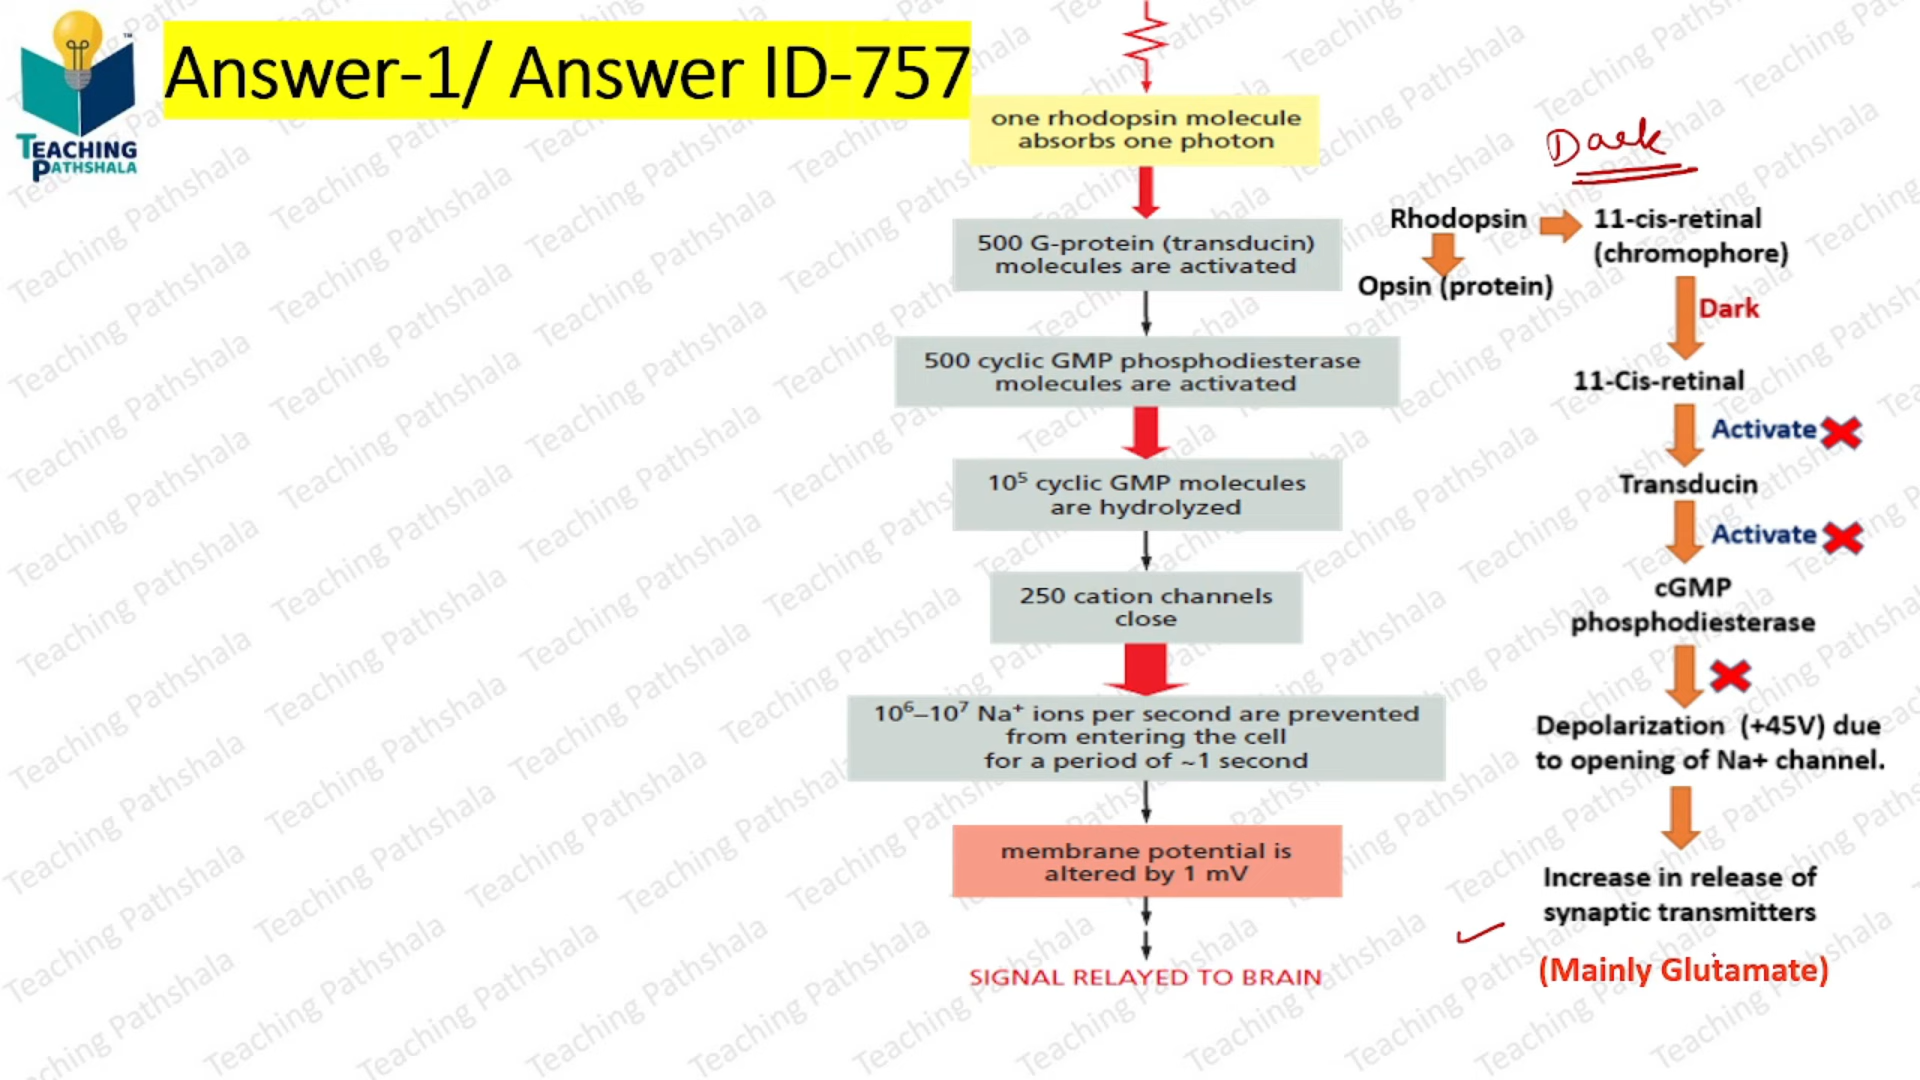 Answer-1/ Answer ID-757
TEACHING
PATHSHALA
one rhodopsin molecule
absorbs one photon
500 G-protein (transducin)
molecules are activated
500 cyclic GMP phosphodiesterase
molecules are activated
10⁵ cyclic GMP molecules
are hydrolyzed
250 cation channels
close
10⁶–10⁷ Na⁺ ions per second are prevented
from entering the cell
for a period of ~1 second
membrane potential is
altered by 1 mV
SIGNAL RELAYED TO BRAIN
Dark
Rhodopsin
11-cis-retinal
(chromophore)
Opsin (protein)
Dark
11-Cis-retinal
Activate
Transducin
Activate
cGMP
phosphodiesterase
Depolarization (+45V) due
to opening of Na+ channel.
Increase in release of
synaptic transmitters
(Mainly Glutamate)
Teaching Pathshala